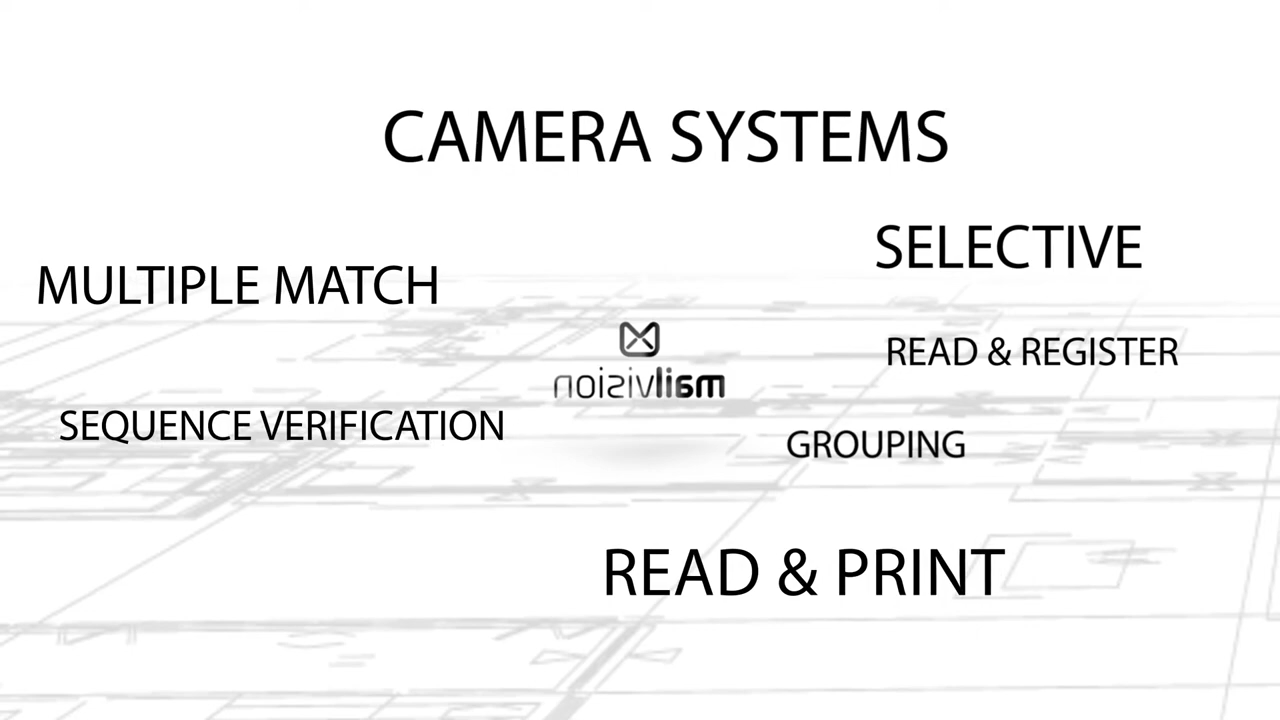 CAMERA SYSTEMS
SELECTIVE
MULTIPLE MATCH
READ & REGISTER
mailvision
SEQUENCE VERIFICATION
GROUPING
READ & PRINT